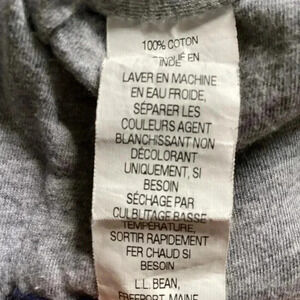 100% COTON
INDE
LAVER EN MACHINE
EN EAU FROIDE,
SÉPARER LES
COULEURS AGENT
BLANCHISSANT NON
DÉCOLORANT
UNIQUEMENT, SI
BESOIN
SÉCHAGE PAR
CULBUTAGE BASSE
TEMPÉRATURE,
SORTIR RAPIDEMENT
FER CHAUD SI
BESOIN
L.L. BEAN,
FREEPORT, MAINE